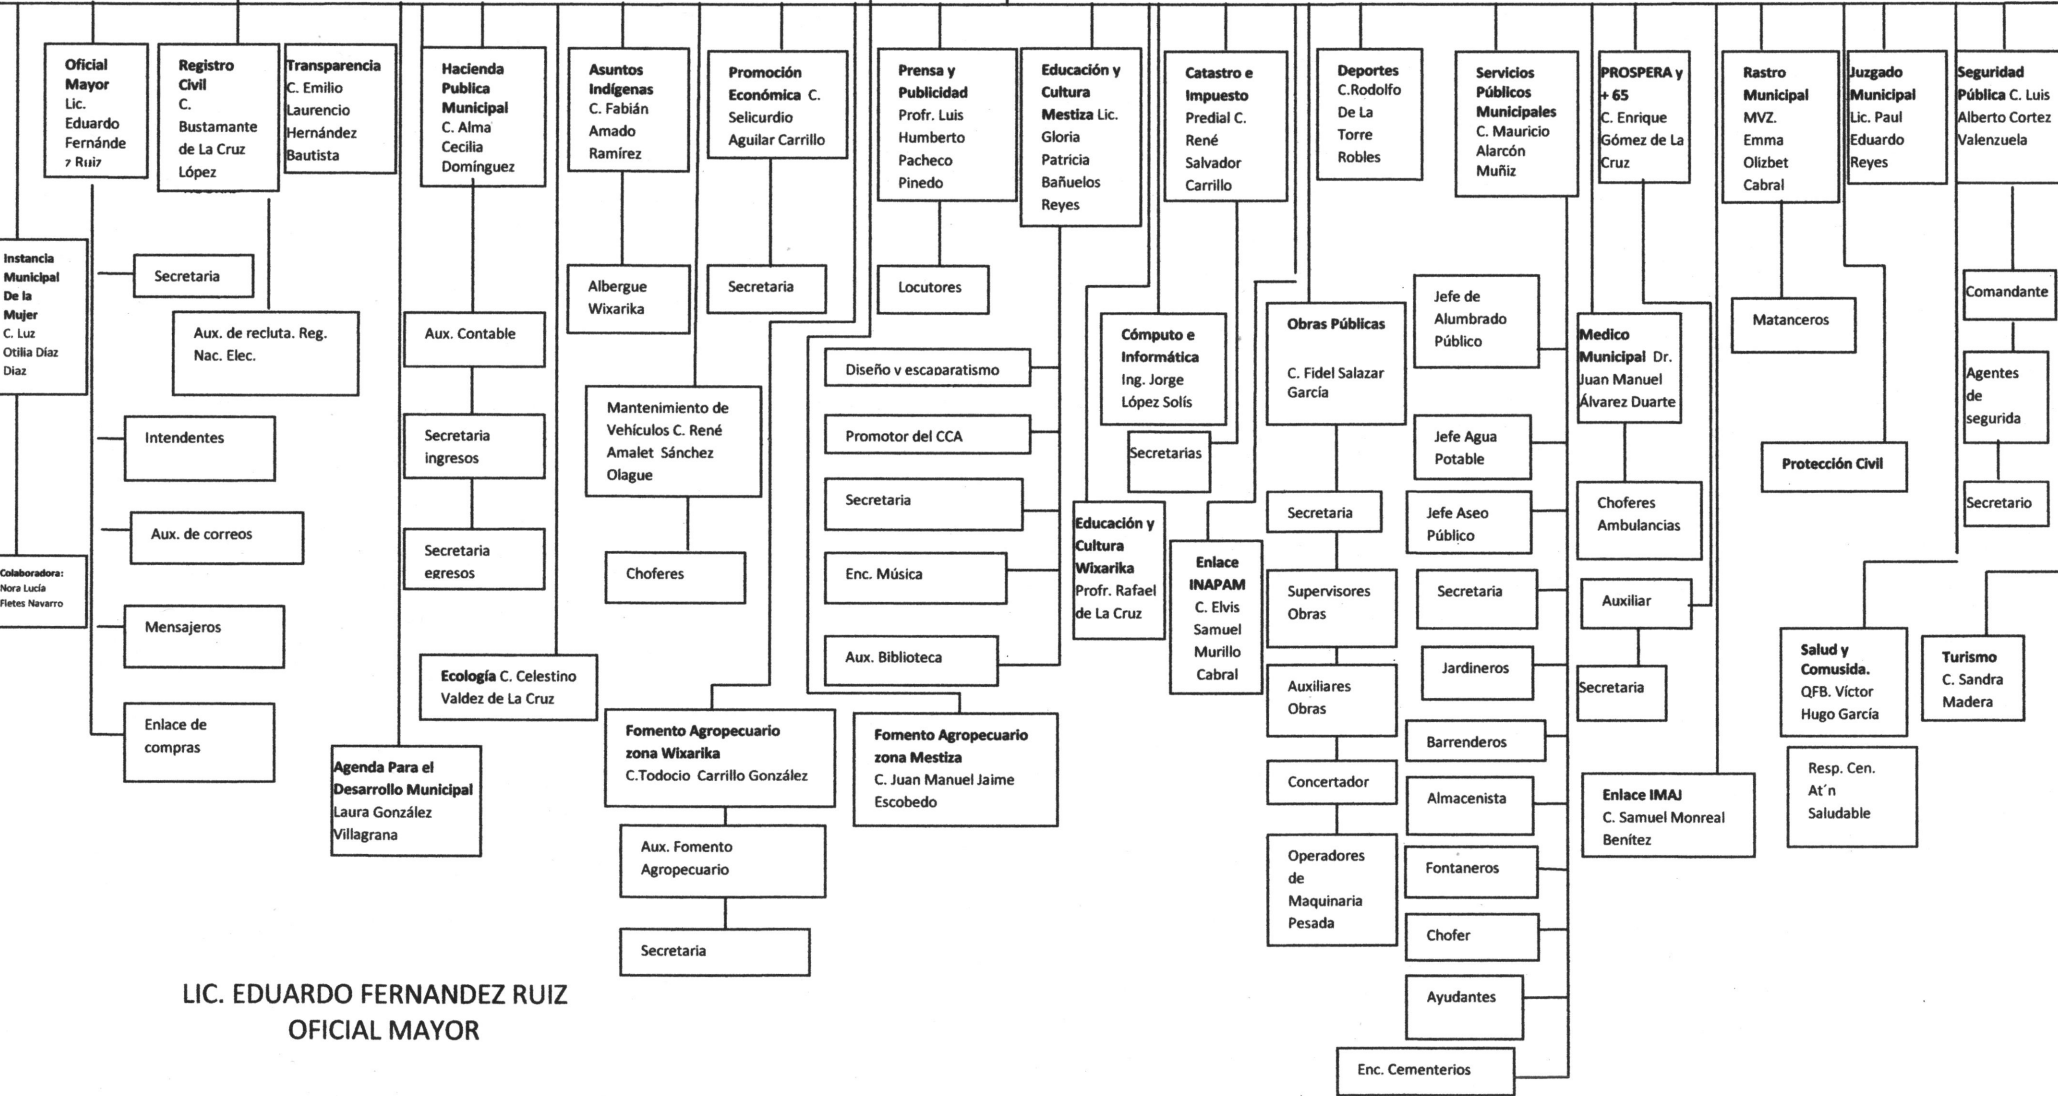 Oficial
Mayor
Lic.
Eduardo
Fernánde
z Ruiz
Registro
Civil
C.
Bustamante
de La Cruz
López
Transparencia
C. Emilio
Laurencio
Hernández
Bautista
Hacienda
Publica
Municipal
C. Alma
Cecilia
Domínguez
Asuntos
Indígenas
C. Fabián
Amado
Ramírez
Promoción
Económica C.
Selicurdio
Aguilar Carrillo
Prensa y
Publicidad
Profr. Luis
Humberto
Pacheco
Pinedo
Educación y
Cultura
Mestiza Lic.
Gloria
Patricia
Bañuelos
Reyes
Catastro e
Impuesto
Predial C.
René
Salvador
Carrillo
Deportes
C.Rodolfo
De La
Torre
Robles
Servicios
Públicos
Municipales
C. Mauricio
Alarcón
Muñiz
PROSPERA y
+ 65
C. Enrique
Gómez de La
Cruz
Rastro
Municipal
MVZ.
Emma
Olizbet
Cabral
Juzgado
Municipal
Lic. Paul
Eduardo
Reyes
Seguridad
Pública C. Luis
Alberto Cortez
Valenzuela
Instancia
Municipal
De la
Mujer
C. Luz
Otilia Díaz
Diaz
Colaboradora:
Nora Lucía
Fletes Navarro
Secretaria
Intendentes
Aux. de correos
Mensajeros
Enlace de
compras
Aux. de recluta. Reg.
Nac. Elec.
Agenda Para el
Desarrollo Municipal
Laura González
Villagrana
Aux. Contable
Secretaria
ingresos
Secretaria
egresos
Ecología C. Celestino
Valdez de La Cruz
Albergue
Wixarika
Mantenimiento de
Vehículos C. René
Amalet Sánchez
Olague
Choferes
Secretaria
Fomento Agropecuario
zona Wixarika
C.Todocio Carrillo González
Aux. Fomento
Agropecuario
Secretaria
Locutores
Diseño y escaparatismo
Promotor del CCA
Secretaria
Enc. Música
Aux. Biblioteca
Fomento Agropecuario
zona Mestiza
C. Juan Manuel Jaime
Escobedo
Educación y
Cultura
Wixarika
Profr. Rafael
de La Cruz
Cómputo e
Informática
Ing. Jorge
López Solís
Secretarias
Enlace
INAPAM
C. Elvis
Samuel
Murillo
Cabral
Obras Públicas
C. Fidel Salazar
García
Secretaria
Supervisores
Obras
Auxiliares
Obras
Concertador
Operadores
de
Maquinaria
Pesada
Jefe de
Alumbrado
Público
Jefe Agua
Potable
Jefe Aseo
Público
Secretaria
Jardineros
Barrenderos
Almacenista
Fontaneros
Chofer
Ayudantes
Enc. Cementerios
Medico
Municipal Dr.
Juan Manuel
Álvarez Duarte
Choferes
Ambulancias
Auxiliar
Secretaria
Enlace IMAJ
C. Samuel Monreal
Benítez
Matanceros
Protección Civil
Comandante
Agentes
de
segurida
Secretario
Salud y
Comusida.
QFB. Víctor
Hugo García
Resp. Cen.
At´n
Saludable
Turismo
C. Sandra
Madera
LIC. EDUARDO FERNANDEZ RUIZ
OFICIAL MAYOR